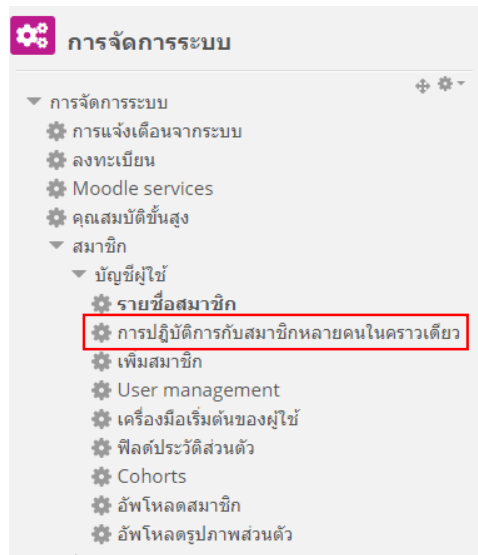 การจัดการระบบ
การจัดการระบบ
การแจ้งเตือนจากระบบ
ลงทะเบียน
Moodle services
คุณสมบัติขั้นสูง
สมาชิก
บัญชีผู้ใช้
รายชื่อสมาชิก
การปฎิบัติการกับสมาชิกหลายคนในคราวเดียว
เพิ่มสมาชิก
User management
เครื่องมือเริ่มต้นของผู้ใช้
ฟิลด์ประวัติส่วนตัว
Cohorts
อัพโหลดสมาชิก
อัพโหลดรูปภาพส่วนตัว